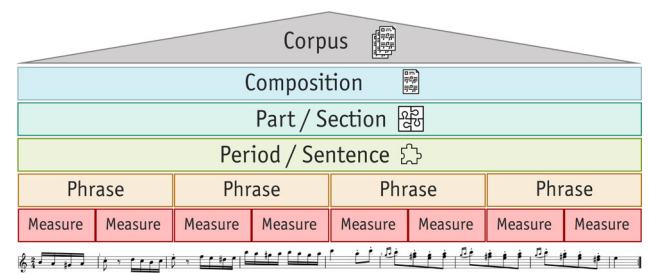 Corpus
Composition
Part / Section
Period / Sentence
Phrase Phrase Phrase Phrase
Measure Measure Measure Measure Measure Measure Measure Measure